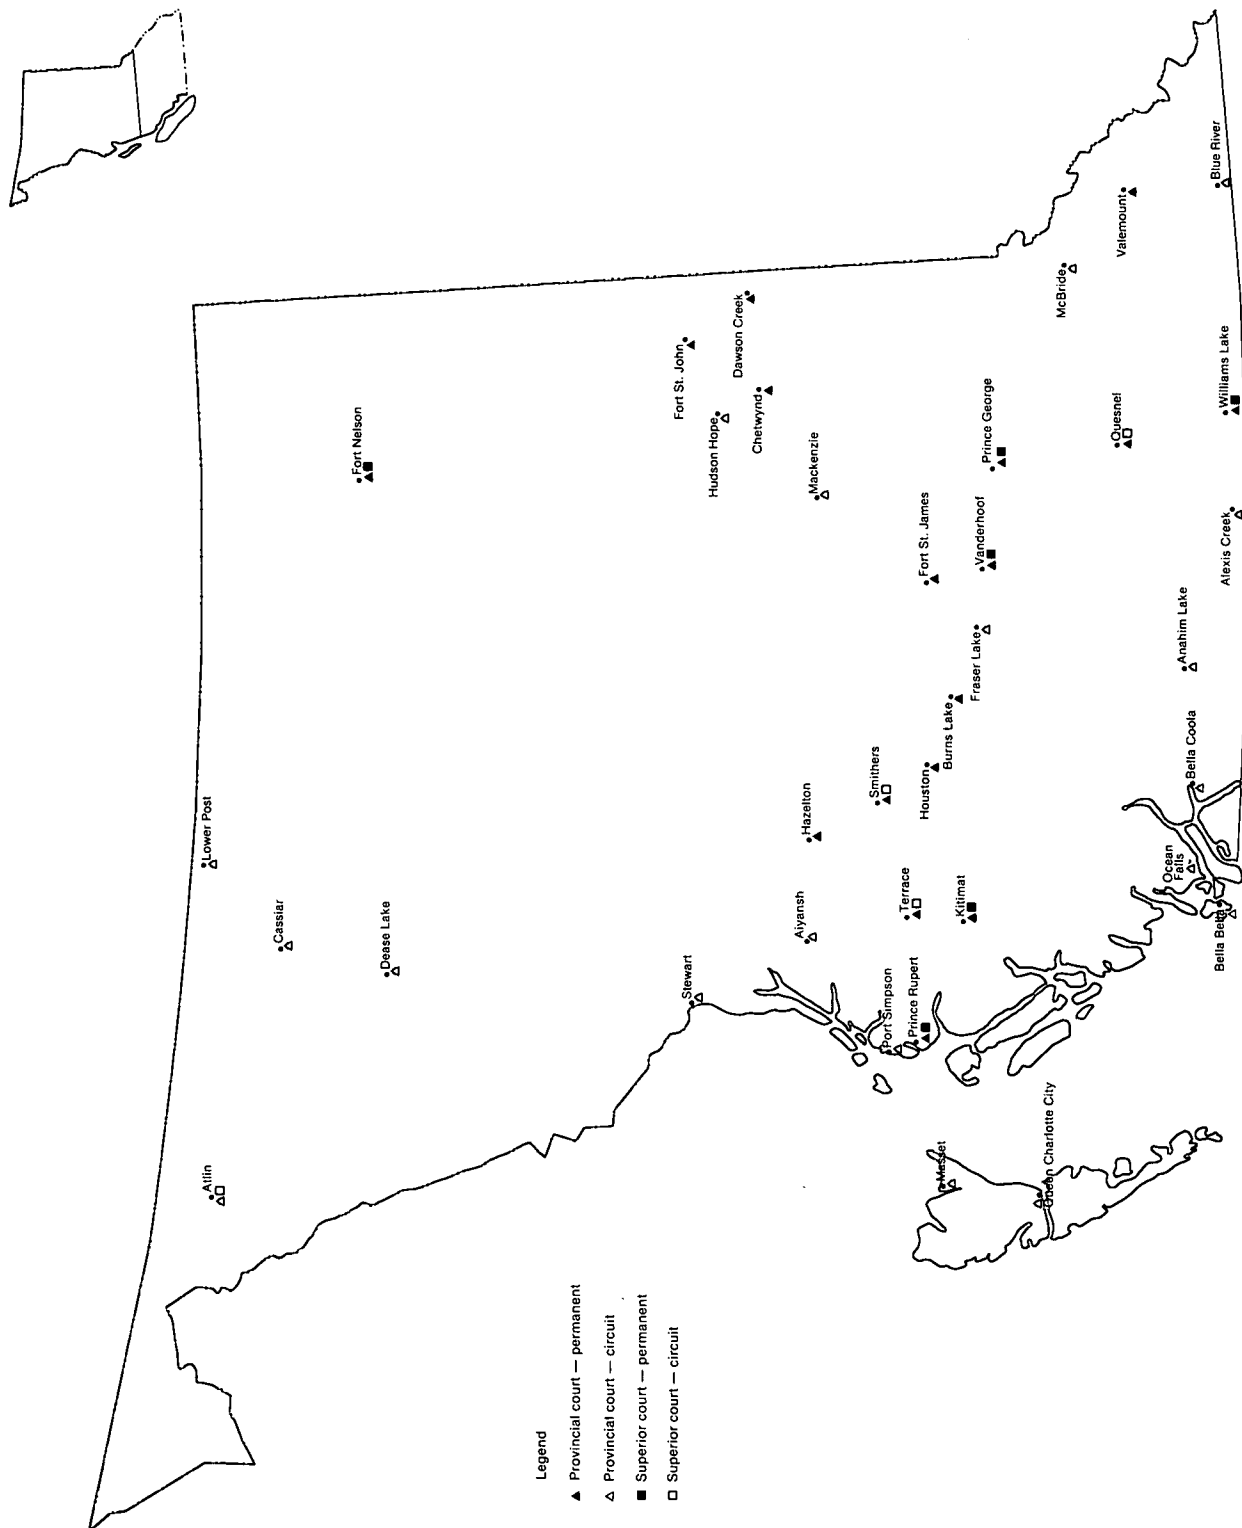 Atlin
Cassiar
Lower Post
Dease Lake
Fort Nelson
Stewart
Fort St. John
Hudson Hope
Dawson Creek
Chetwynd
Mackenzie
Aiyansh
Hazelton
Port Simpson
Prince Rupert
Terrace
Kitimat
Smithers
Houston
Burns Lake
Fraser Lake
Fort St. James
Vanderhoof
Prince George
McBride
Valemount
Quesnel
Masset
Queen Charlotte City
Ocean
Falls
Bella Bella
Bella Coola
Anahim Lake
Alexis Creek
Williams Lake
Blue River
Legend
Provincial court — permanent
Provincial court — circuit
Superior court — permanent
Superior court — circuit